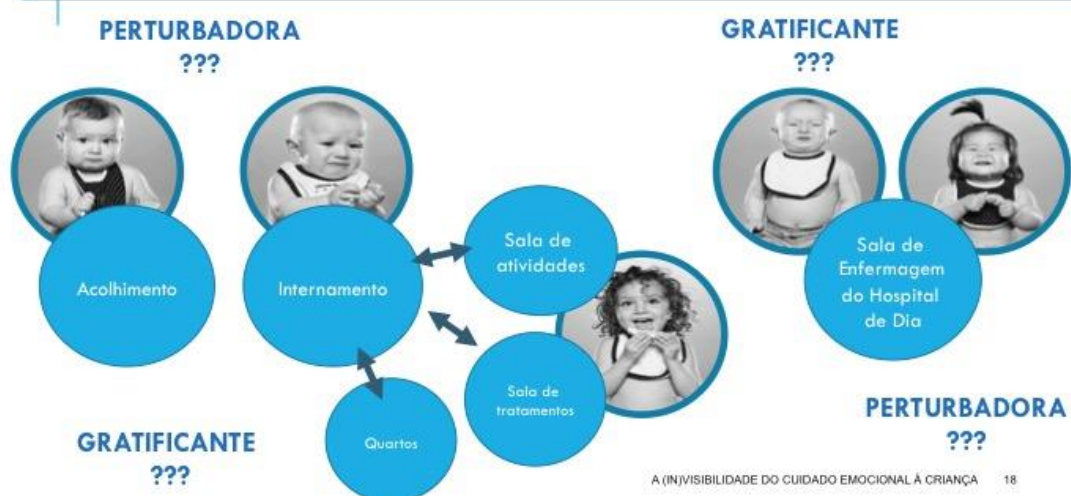 PERTURBADORA
???
GRATIFICANTE
???
Acolhimento
Internamento
Sala de
atividades
Sala de
tratamentos
Quartos
Sala de
Enfermagem
do Hospital
de Dia
GRATIFICANTE
???
PERTURBADORA
???
A (IN)VISIBILIDADE DO CUIDADO EMOCIONAL À CRIANÇA 18